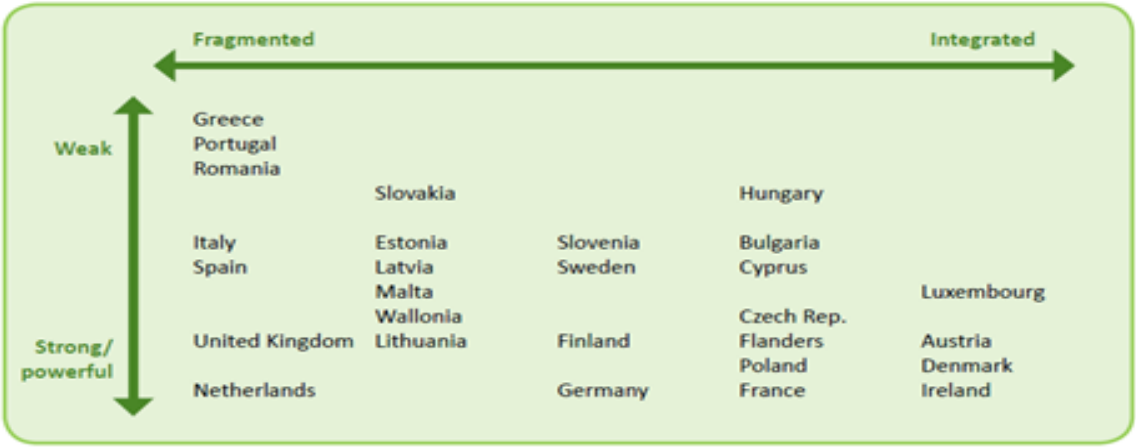 Fragmented Integrated
Weak
Strong/
powerful
Greece
Portugal
Romania
Slovakia Hungary
Italy Estonia Slovenia Bulgaria
Spain Latvia Sweden Cyprus
Malta Luxembourg
Wallonia Czech Rep.
United Kingdom Lithuania Finland Flanders Austria
Poland Denmark
Netherlands Germany France Ireland